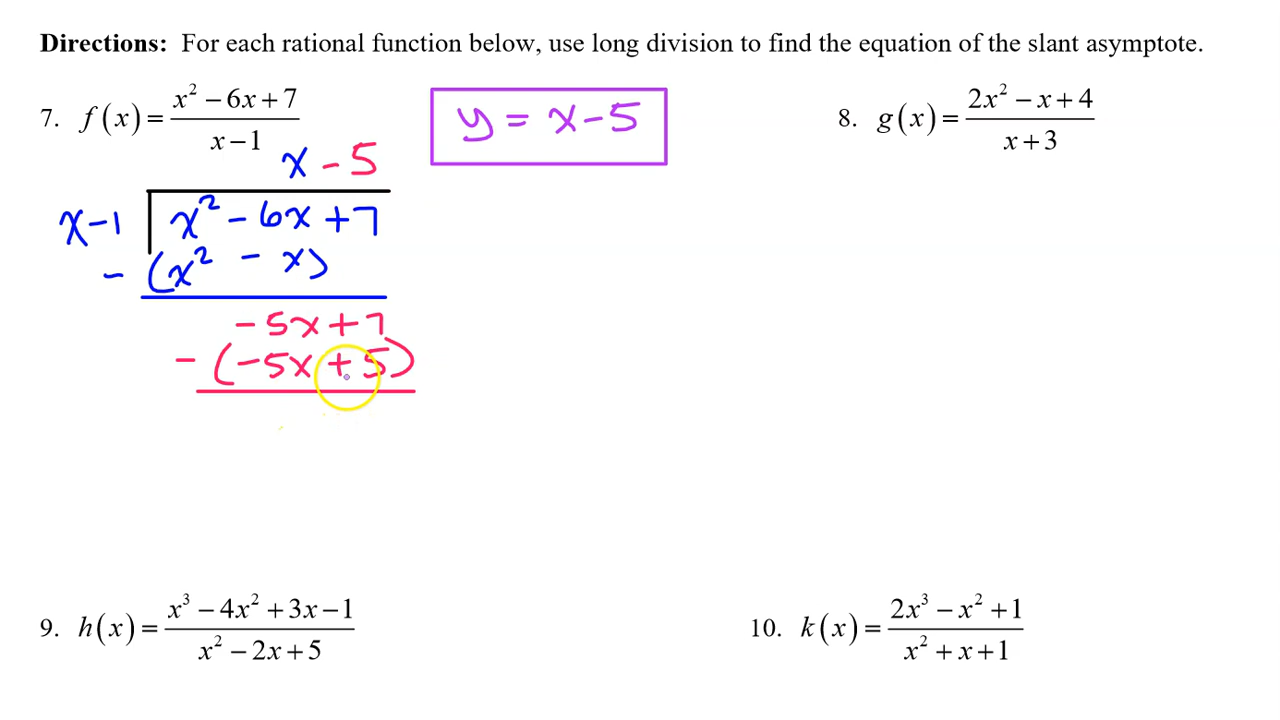 Directions: For each rational function below, use long division to find the equation of the slant asymptote.
7. f(x) = (x² − 6x + 7)/(x − 1)
y = x − 5
8. g(x) = (2x² − x + 4)/(x + 3)
x − 5
x − 1 | x² − 6x + 7
− (x² − x)
− 5x + 7
− (−5x + 5)
9. h(x) = (x³ − 4x² + 3x − 1)/(x² − 2x + 5)
10. k(x) = (2x³ − x² + 1)/(x² + x + 1)